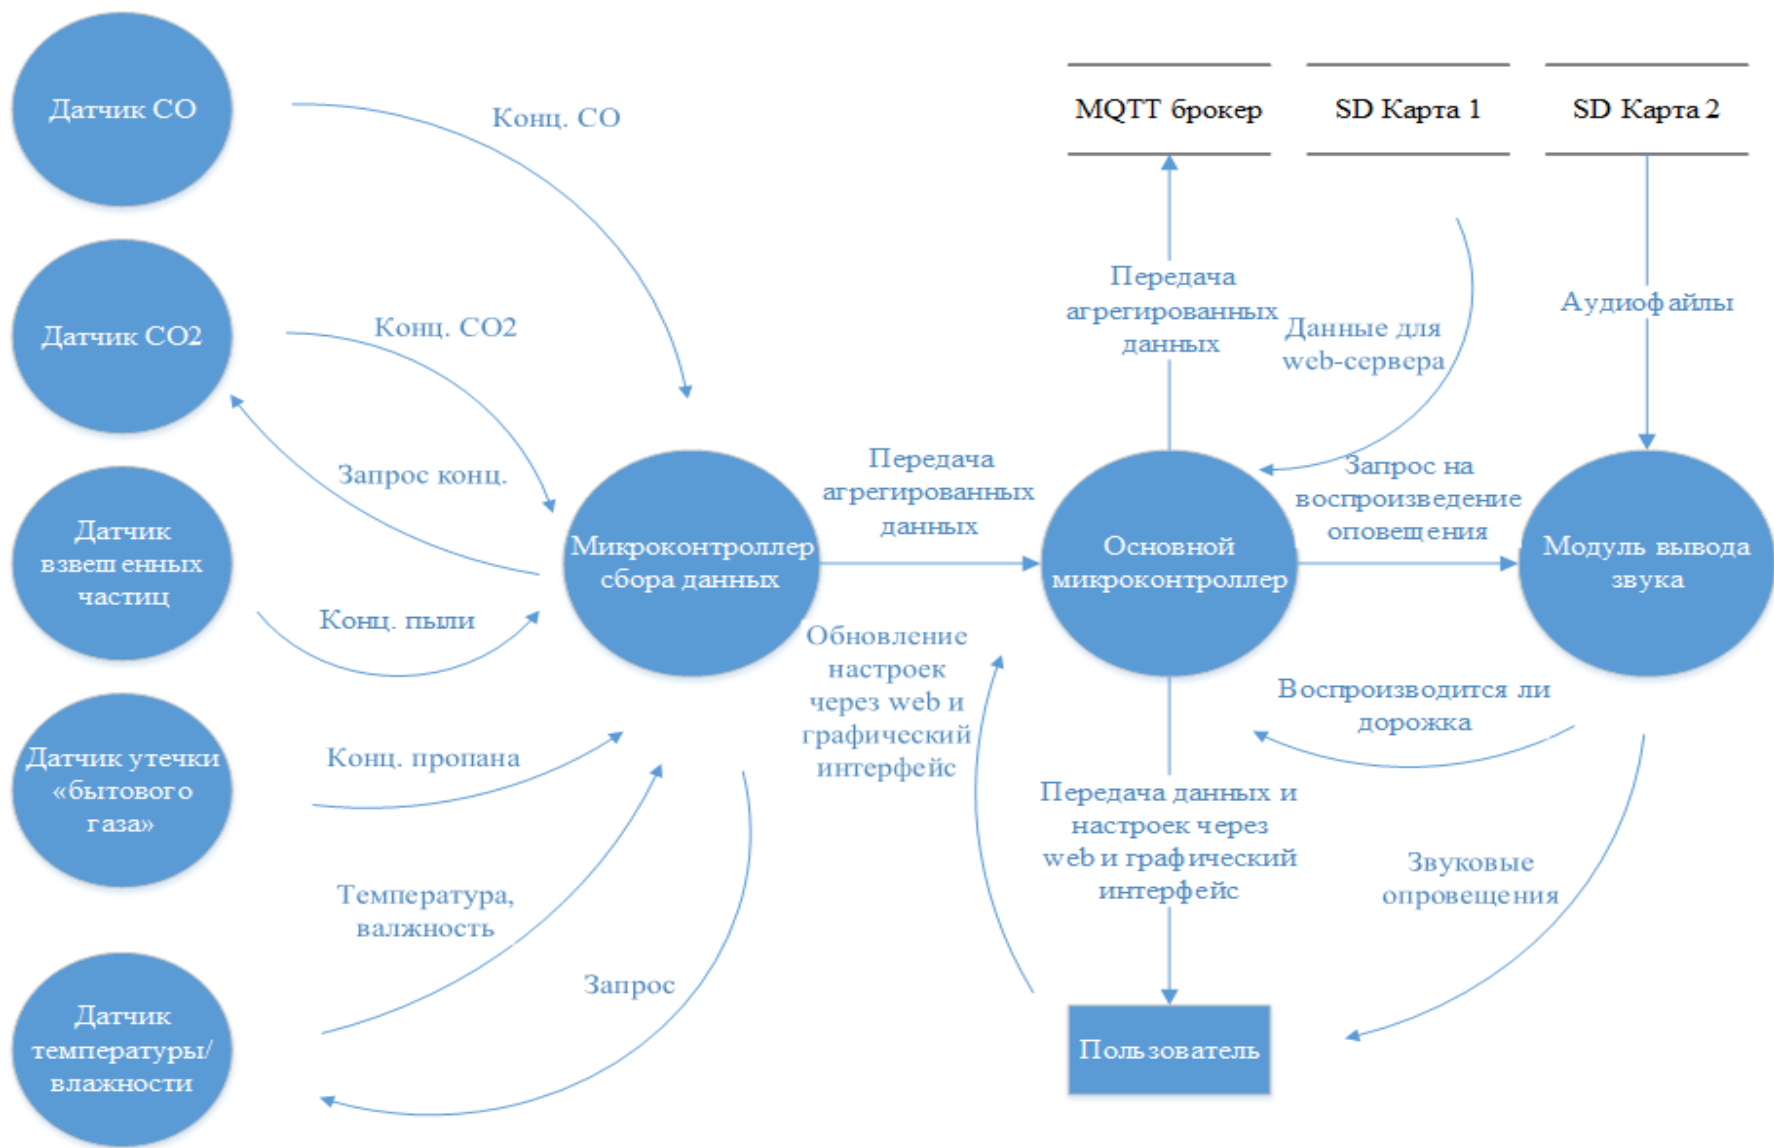 Датчик CO
Конц. CO
MQTT брокер
SD Карта 1
SD Карта 2
Датчик CO2
Конц. CO2
Запрос конц.
Передача
агрегированных
данных
Данные для
web-сервера
Аудиофайлы
Датчик
взвешенных
частиц
Конц. пыли
Микроконтроллер
сбора данных
Передача
агрегированных
данных
Основной
микроконтроллер
Запрос на
воспроизведение
оповещения
Модуль вывода
звука
Обновление
настроек
через web и
графический
интерфейс
Воспроизводится ли
дорожка
Датчик утечки
«бытового
газа»
Конц. пропана
Передача данных и
настроек через
web и графический
интерфейс
Звуковые
опровещения
Температура,
валжность
Запрос
Датчик
температуры/
влажности
Пользователь